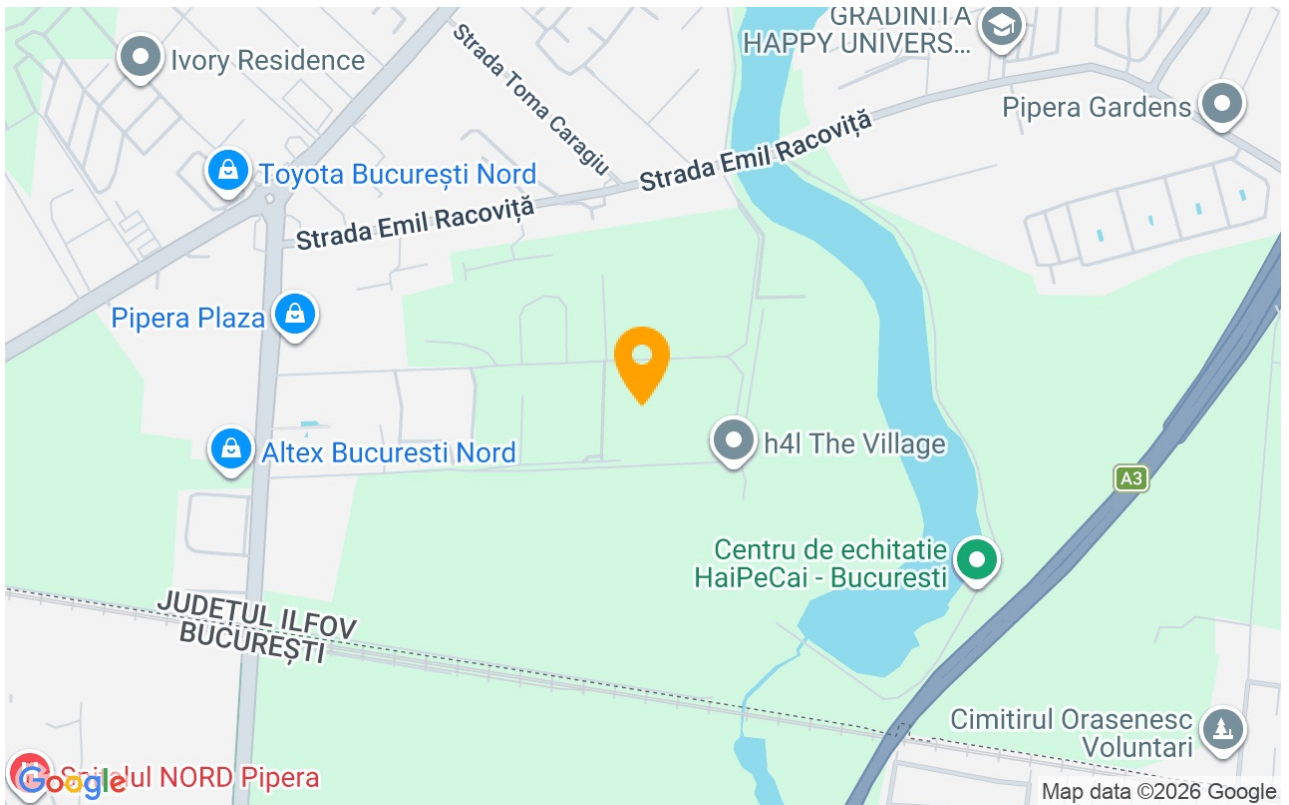 GRADINITA
HAPPY UNIVERS...
Ivory Residence
Strada Toma Caragiu
Pipera Gardens
Strada Emil Racoviță
Toyota București Nord
Strada Emil Racoviță
Pipera Plaza
h4l The Village
Altex Bucuresti Nord
A3
Centru de echitatie
HaiPeCai - Bucuresti
JUDEȚUL ILFOV
BUCUREȘTI
Cimitirul Orasenesc
Voluntari
Spitalul NORD Pipera
Google
Map data ©2026 Google